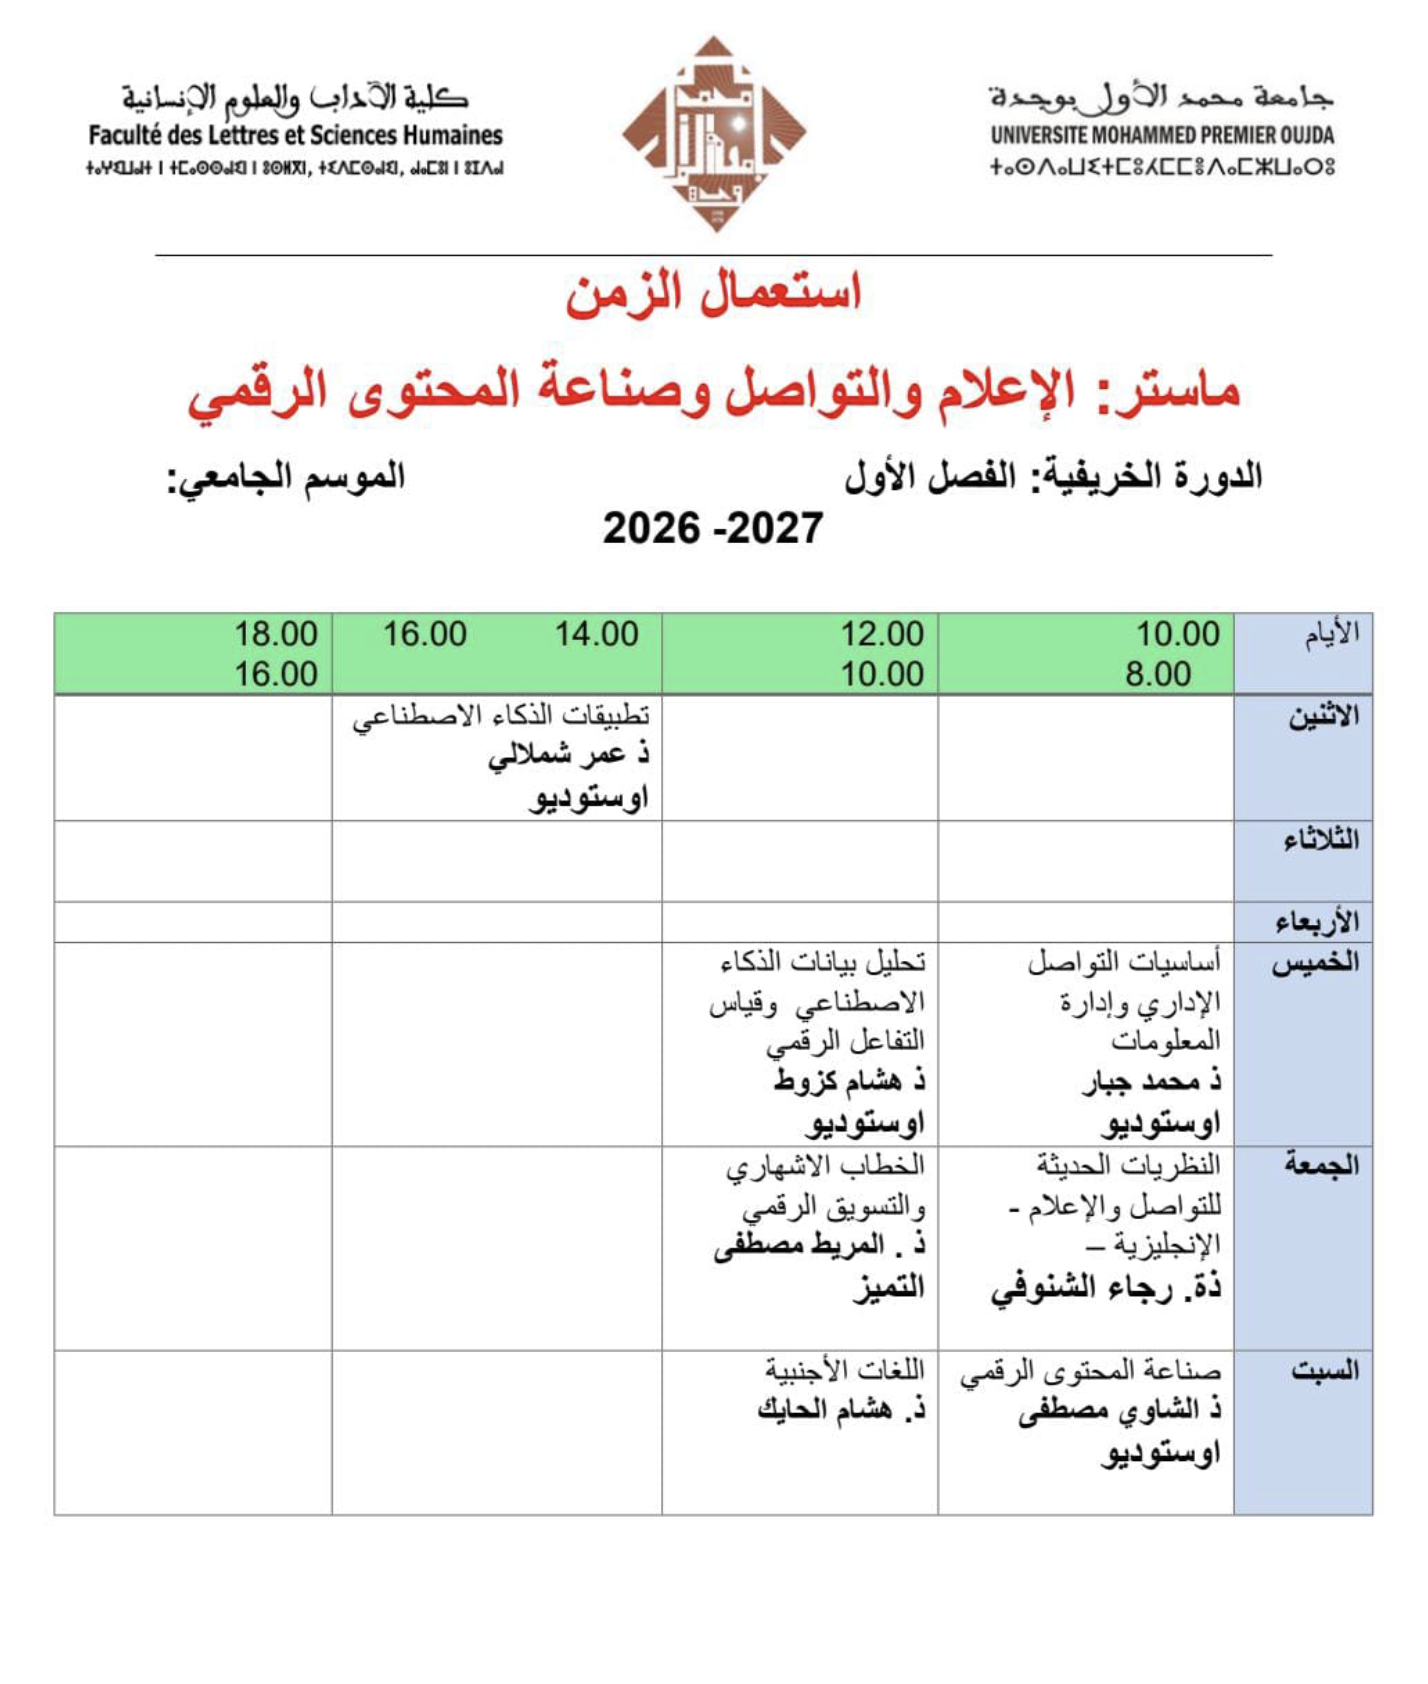 جامعة محمد الأول بوجدة
UNIVERSITE MOHAMMED PREMIER OUJDA
ⵜⴰⵙⴷⴰⵡⵉⵜⵎⵓⵃⵎⵎⵓⴷⴰⵎⵣⵡⴰⵔⵓ
كلية الآداب والعلوم الإنسانية
Faculté des Lettres et Sciences Humaines
استعمال الزمن
ماستر: الإعلام والتواصل وصناعة المحتوى الرقمي
الدورة الخريفية: الفصل الأول الموسم الجامعي:
2026 -2027
الأيام
10.00
8.00
12.00
10.00
14.00 16.00
18.00
16.00
الاثنين
تطبيقات الذكاء الاصطناعي
ذ عمر شملالي
اوستوديو
الثلاثاء
الأربعاء
الخميس
أساسيات التواصل
الإداري وإدارة
المعلومات
ذ محمد جبار
اوستوديو
تحليل بيانات الذكاء
الاصطناعي وقياس
التفاعل الرقمي
ذ هشام كزوط
اوستوديو
الجمعة
النظريات الحديثة
للتواصل والإعلام -
الإنجليزية –
ذة. رجاء الشنوفي
الخطاب الاشهاري
والتسويق الرقمي
ذ . المريط مصطفى
التميز
السبت
صناعة المحتوى الرقمي
ذ الشاوي مصطفى
اوستوديو
اللغات الأجنبية
ذ. هشام الحايك